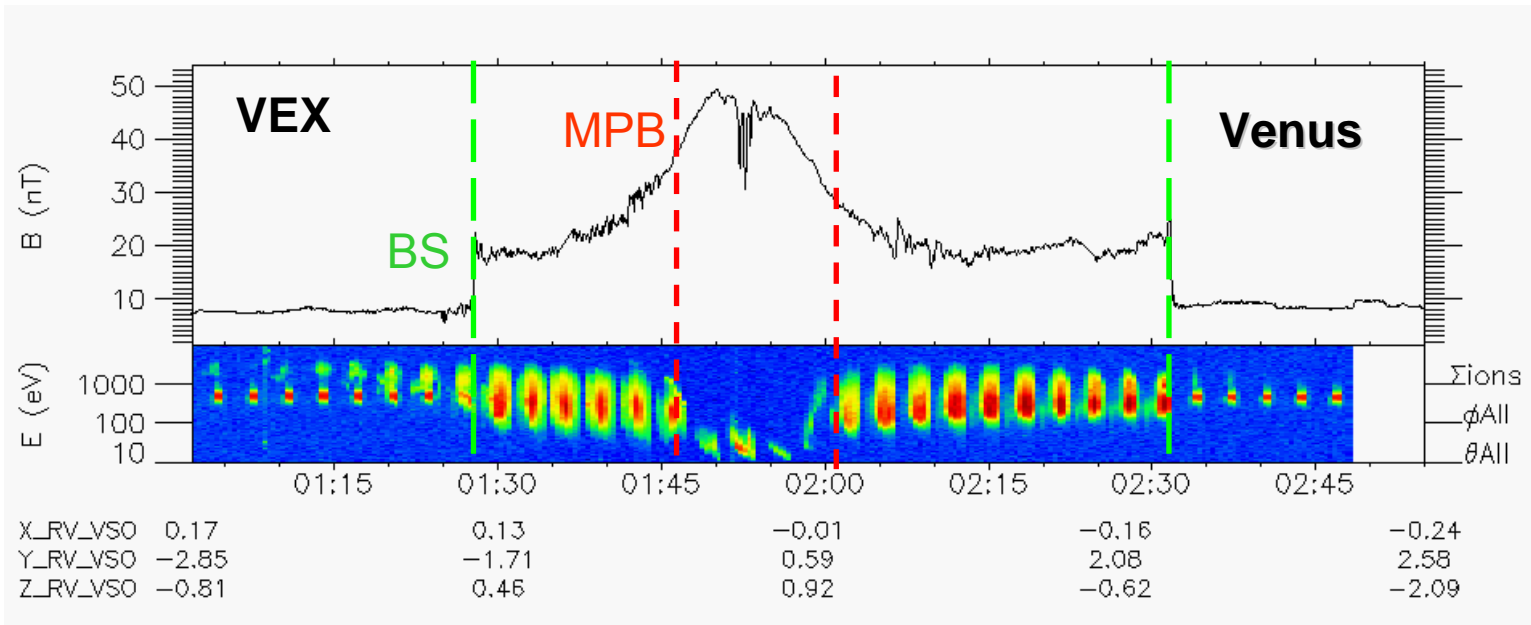 50
VEX
MPB
Venus
40
30
BS
20
10
B (nT)
1000
100
10
E (eV)
Σions
ϕAll
θAll
01:15 01:30 01:45 02:00 02:15 02:30 02:45
X_RV_VSO 0.17 0.13 −0.01 −0.16 −0.24
Y_RV_VSO −2.85 −1.71 0.59 2.08 2.58
Z_RV_VSO −0.81 0.46 0.92 −0.62 −2.09